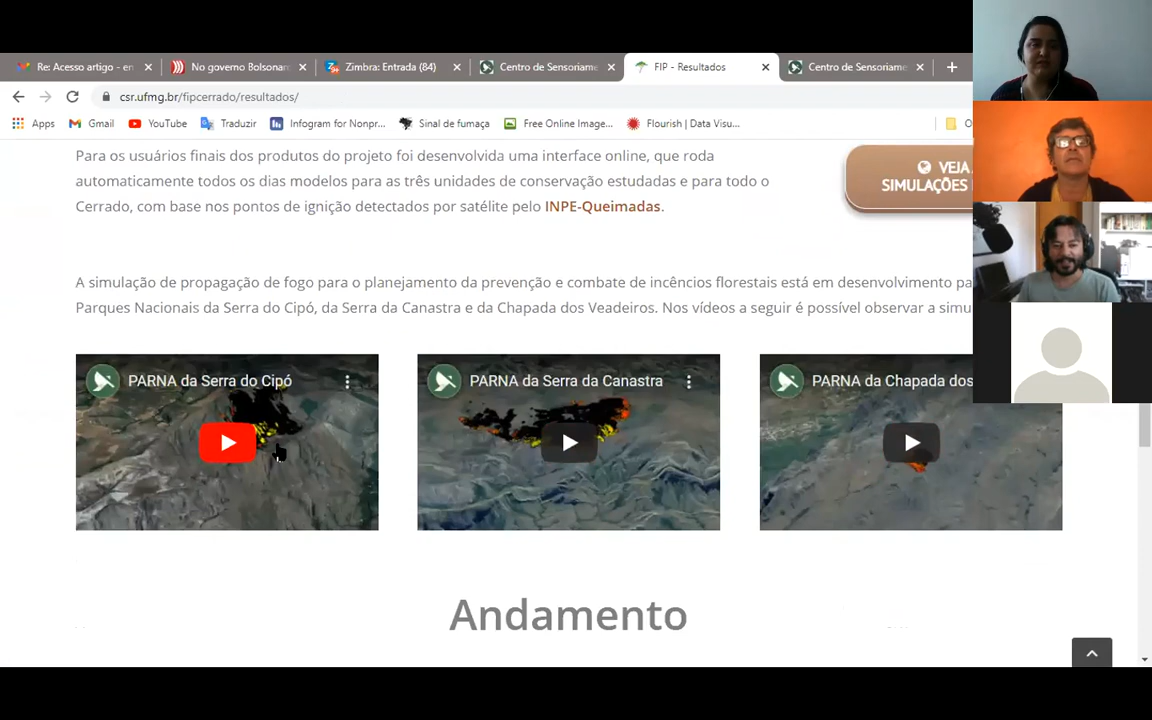 Re: Acesso artigo - en
No governo Bolsonar
Zimbra: Entrada (84)
Centro de Sensoriame
FIP - Resultados
Centro de Sensoriame
csr.ufmg.br/fipcerrado/resultados/
Apps
Gmail
YouTube
Traduzir
Infogram for Nonpr...
Sinal de fumaça
Free Online Image...
Flourish | Data Visu...
O
Para os usuários finais dos produtos do projeto foi desenvolvida uma interface online, que roda
automaticamente todos os dias modelos para as três unidades de conservação estudadas e para todo o
Cerrado, com base nos pontos de ignição detectados por satélite pelo INPE-Queimadas.
VEJA
SIMULAÇÕES
A simulação de propagação de fogo para o planejamento da prevenção e combate de incêncios florestais está em desenvolvimento pa
Parques Nacionais da Serra do Cipó, da Serra da Canastra e da Chapada dos Veadeiros. Nos vídeos a seguir é possível observar a simu
PARNA da Serra do Cipó
PARNA da Serra da Canastra
PARNA da Chapada dos
Andamento